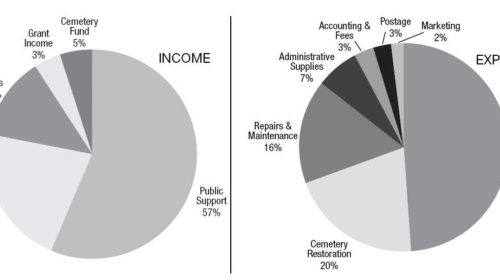 Cemetery
Fund
5%
Grant
Income
3%
INCOME
Public
Support
57%
Postage
3%
Marketing
2%
Accounting &
Fees
3%
Administrative
Supplies
7%
Repairs &
Maintenance
16%
Cemetery
Restoration
20%
EXP